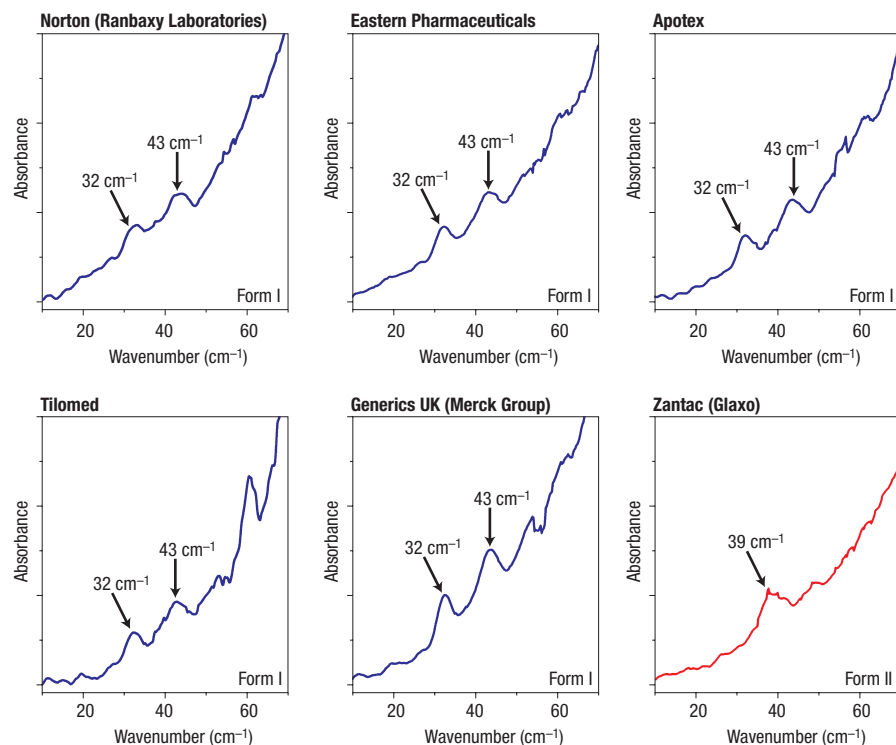 Norton (Ranbaxy Laboratories)
Absorbance
32 cm⁻¹
43 cm⁻¹
Form I
20 40 60
Wavenumber (cm⁻¹)
Eastern Pharmaceuticals
Absorbance
32 cm⁻¹
43 cm⁻¹
Form I
20 40 60
Wavenumber (cm⁻¹)
Apotex
Absorbance
32 cm⁻¹
43 cm⁻¹
Form I
20 40 60
Wavenumber (cm⁻¹)
Tilomed
Absorbance
32 cm⁻¹
43 cm⁻¹
Form I
20 40 60
Wavenumber (cm⁻¹)
Generics UK (Merck Group)
Absorbance
32 cm⁻¹
43 cm⁻¹
Form I
20 40 60
Wavenumber (cm⁻¹)
Zantac (Glaxo)
Absorbance
39 cm⁻¹
Form II
20 40 60
Wavenumber (cm⁻¹)